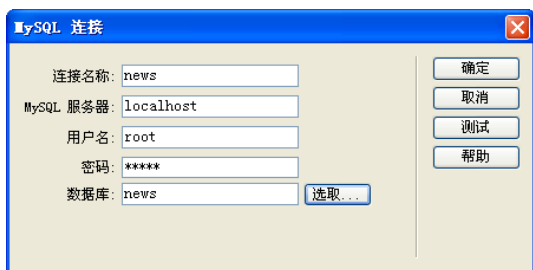 MySQL 连接
连接名称: news
确定
MySQL 服务器: localhost
取消
用户名: root
测试
密码: *****
帮助
数据库: news
选取...